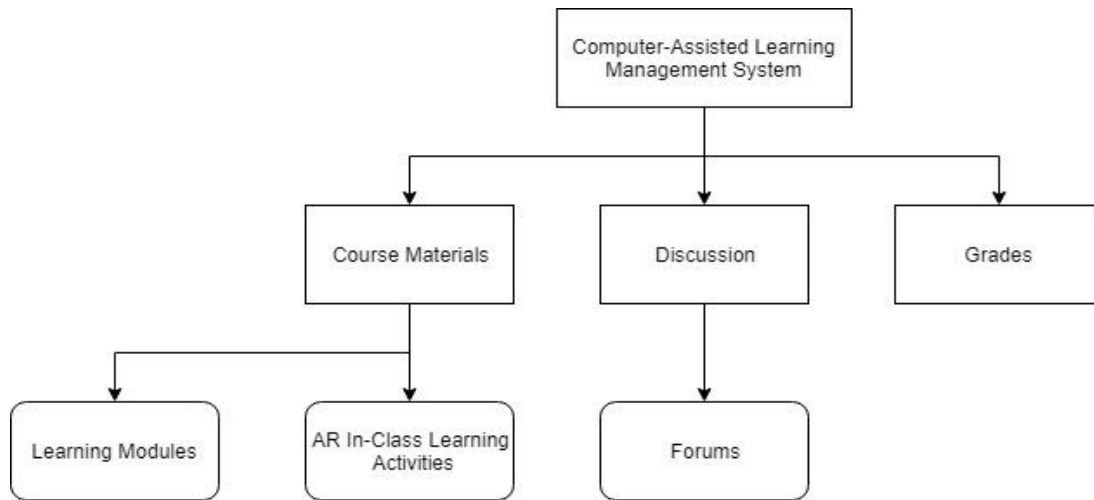 Computer-Assisted Learning
Management System
Course Materials
Discussion
Grades
Learning Modules
AR In-Class Learning
Activities
Forums